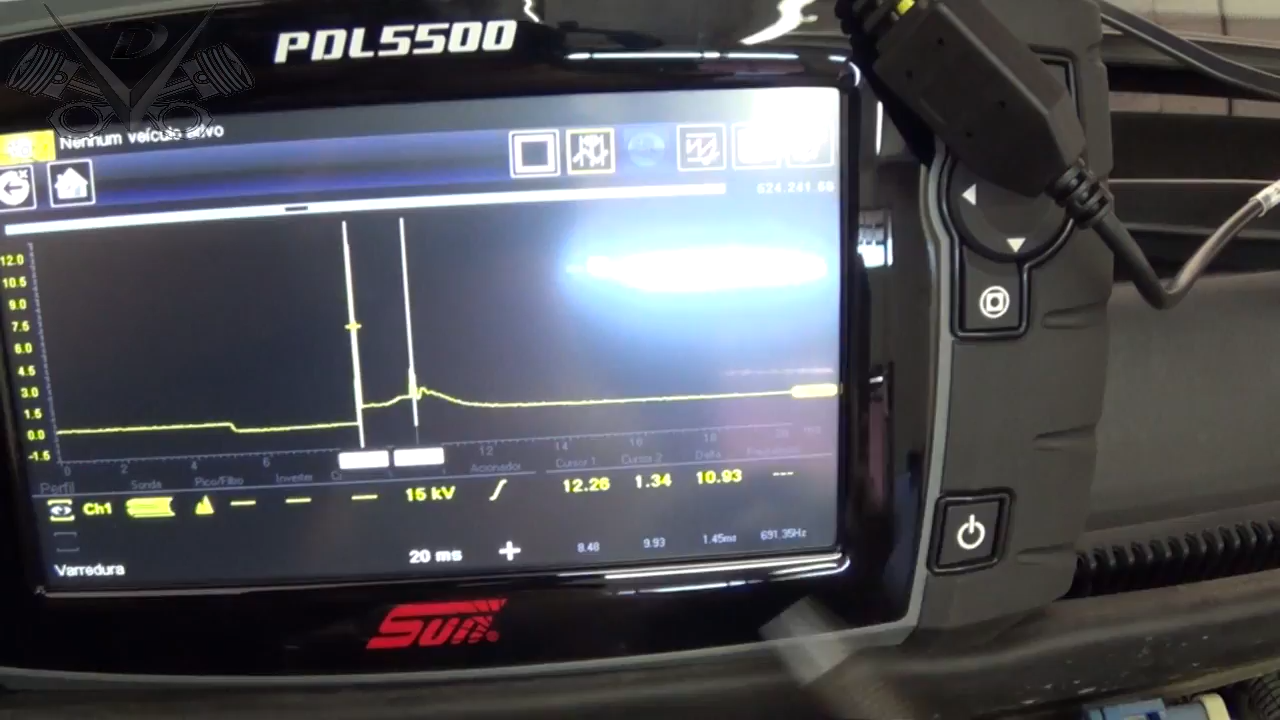 PDL5500
D
Nenhum veículo ativo
624.241.68
12.0
10.5
9.0
7.5
6.0
4.5
3.0
1.5
0.0
-1.5
0 2 4 6 12 14 16 18 20 ms
Perfil Sonda Pico/Filtro Inverter Acionador Cursor 1 Cursor 2 Delta
Ch1 15 kV 12.26 1.34 10.93 ---
20 ms + 8.48 9.93 1.45ms 691.35Hz
Varredura
Sun®